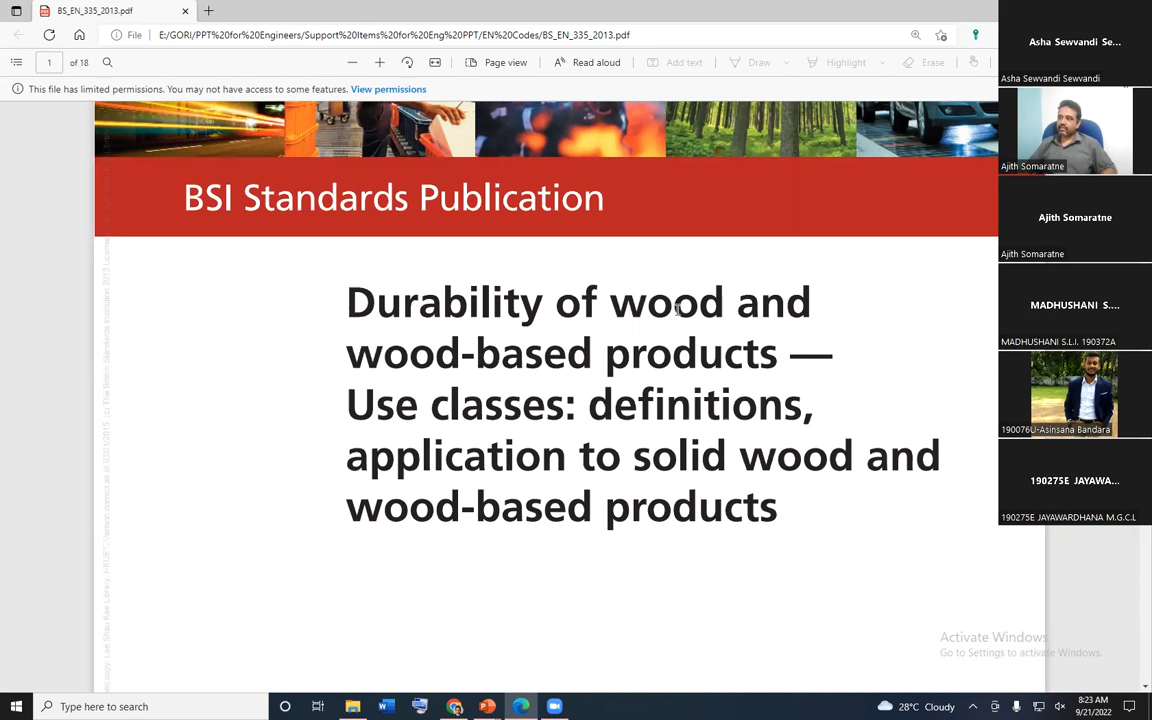 BS_EN_335_2013.pdf
File E:/GORI/PPT%20for%20Engineers/Support%20Items%20for%20Eng%20PPT/EN%20Codes/BS_EN_335_2013.pdf
1 of 18 Page view Read aloud Add text Draw Highlight Erase
This file has limited permissions. You may not have access to some features. View permissions
BSI Standards Publication
Durability of wood and
wood-based products —
Use classes: definitions,
application to solid wood and
wood-based products
Asha Sewvandi Se...
Asha Sewvandi Sewvandi
Ajith Somaratne
Ajith Somaratne
Ajith Somaratne
MADHUSHANI S....
MADHUSHANI S.L.I. 190372A
190076U-Asinsana Bandara
190275E JAYAWA...
190275E JAYAWARDHANA M.G.C.L
Activate Windows
Go to Settings to activate Windows.
Type here to search
28°C Cloudy
8:23 AM
9/21/2022